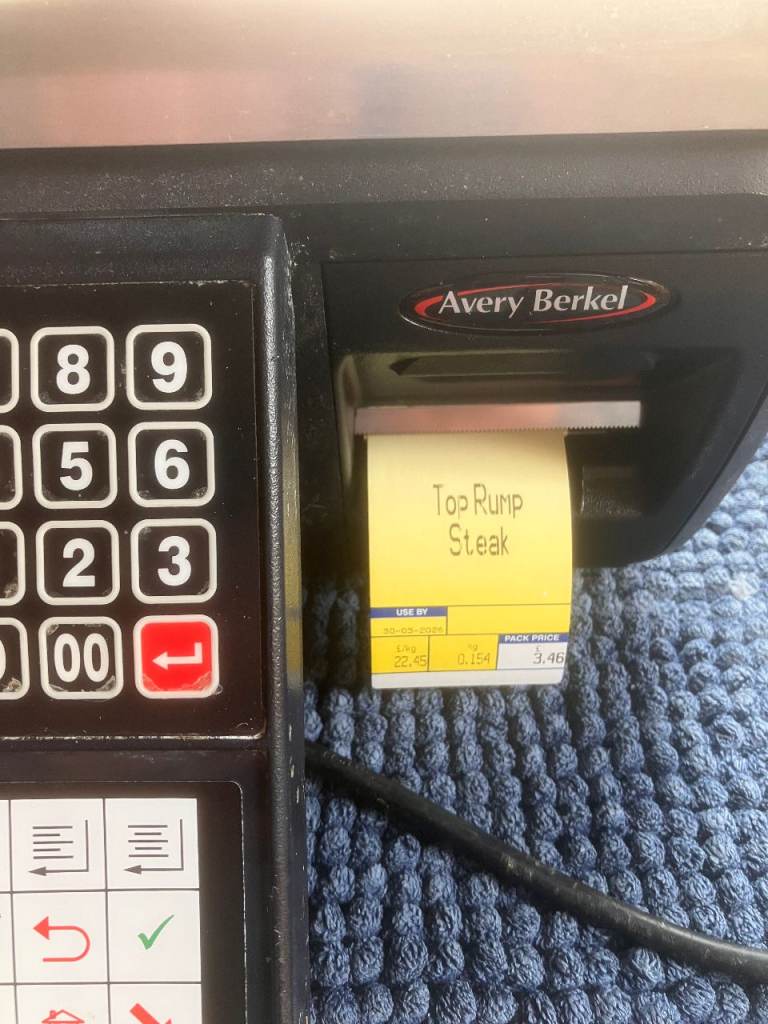 Avery Berkel
8 9
5 6
2 3
00
Top Rump
Steak
USE BY
30-03-2026
PACK PRICE
£/kg kg £
22.45 0.154 3.46